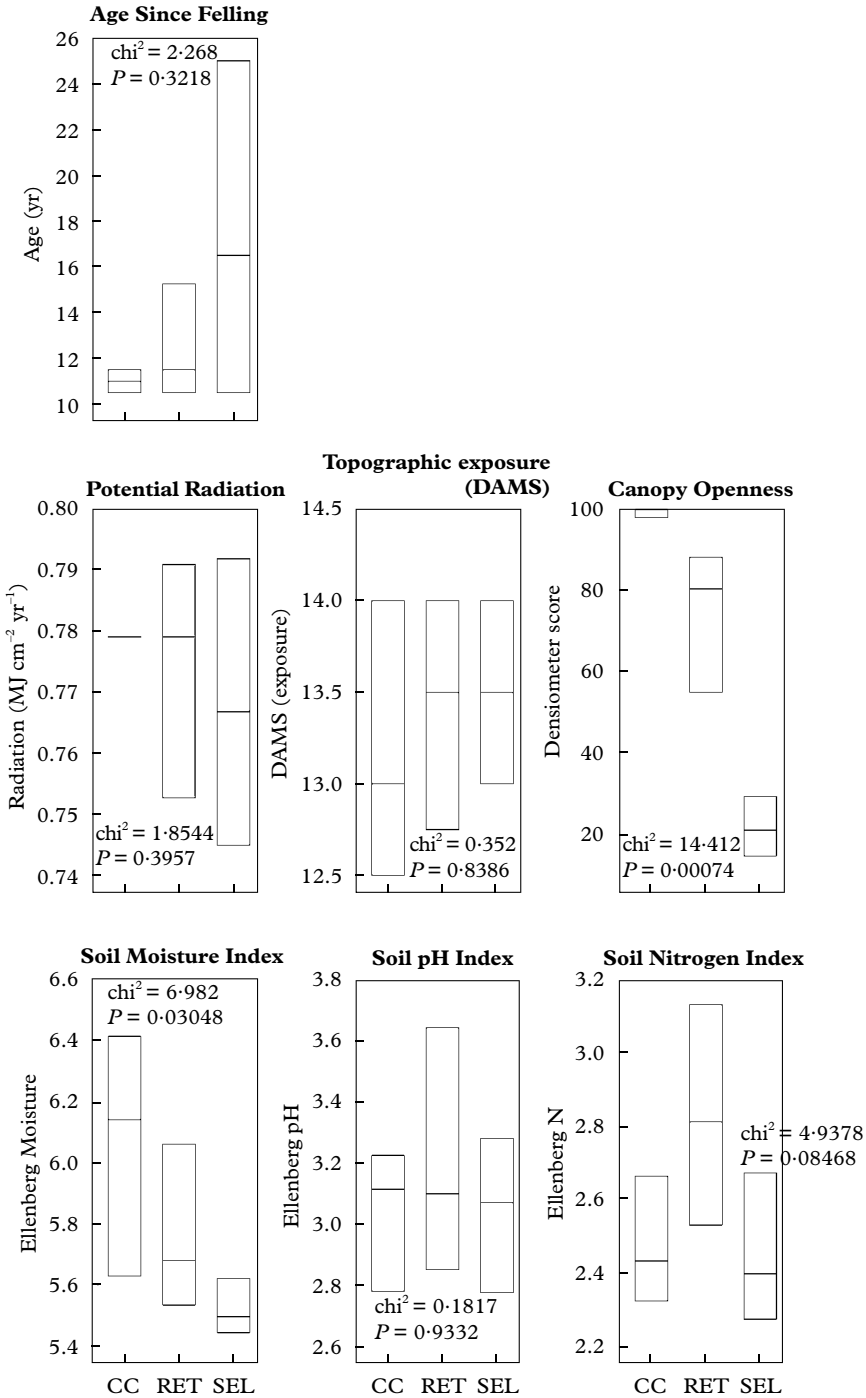 Age Since Felling
26
24
22
20
18
16
14
12
10
Age (yr)
chi² = 2·268
P = 0·3218
Potential Radiation
0.80
0.79
0.78
0.77
0.76
0.75
0.74
Radiation (MJ cm⁻² yr⁻¹)
chi² = 1·8544
P = 0·3957
Topographic exposure
(DAMS)
14.5
14.0
13.5
13.0
12.5
DAMS (exposure)
chi² = 0·352
P = 0·8386
Canopy Openness
100
80
60
40
20
Densiometer score
chi² = 14·412
P = 0·00074
Soil Moisture Index
6.6
6.4
6.2
6.0
5.8
5.6
5.4
Ellenberg Moisture
chi² = 6·982
P = 0·03048
CC RET SEL
Soil pH Index
3.8
3.6
3.4
3.2
3.0
2.8
2.6
Ellenberg pH
chi² = 0·1817
P = 0·9332
CC RET SEL
Soil Nitrogen Index
3.2
3.0
2.8
2.6
2.4
2.2
Ellenberg N
chi² = 4·9378
P = 0·08468
CC RET SEL